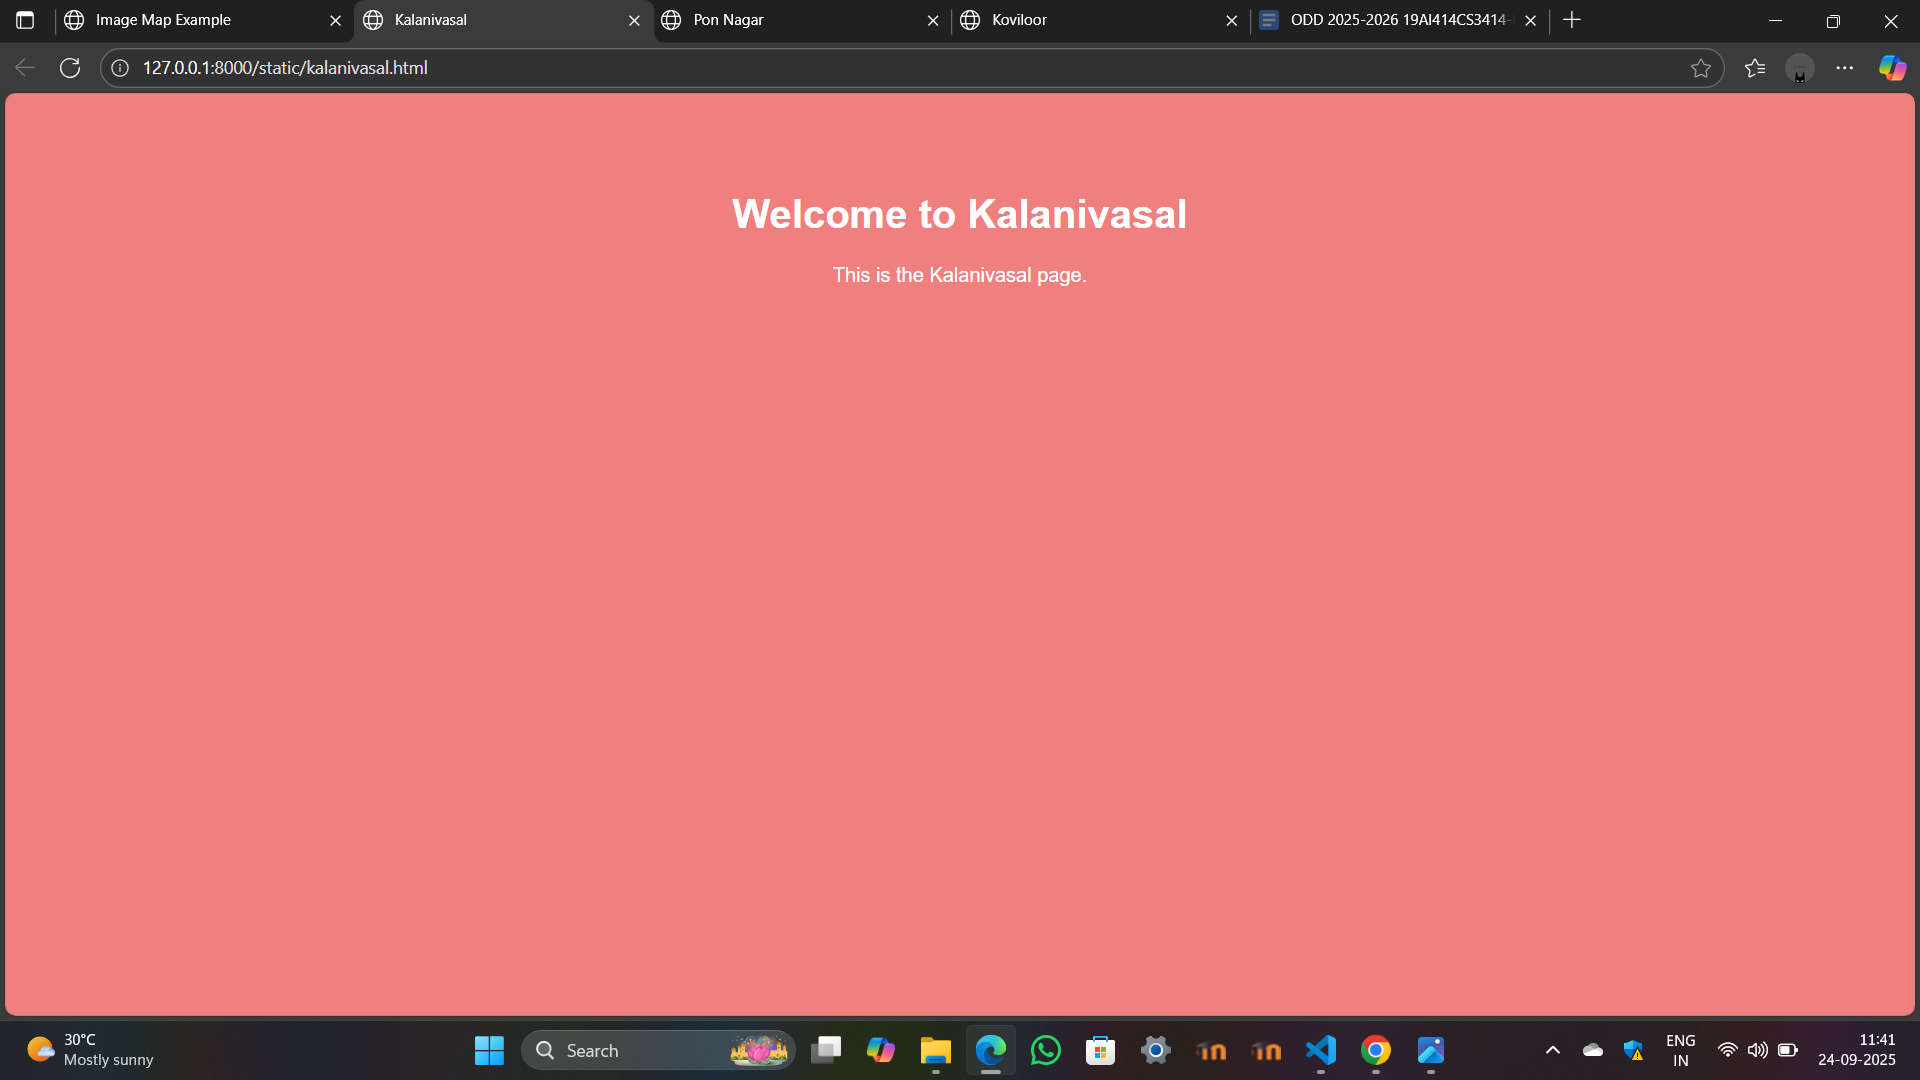 Image Map Example
Kalanivasal
Pon Nagar
Koviloor
ODD 2025-2026 19AI414CS3414-
127.0.0.1:8000/static/kalanivasal.html
Welcome to Kalanivasal
This is the Kalanivasal page.
30°C
Mostly sunny
Search
ENG
IN
11:41
24-09-2025